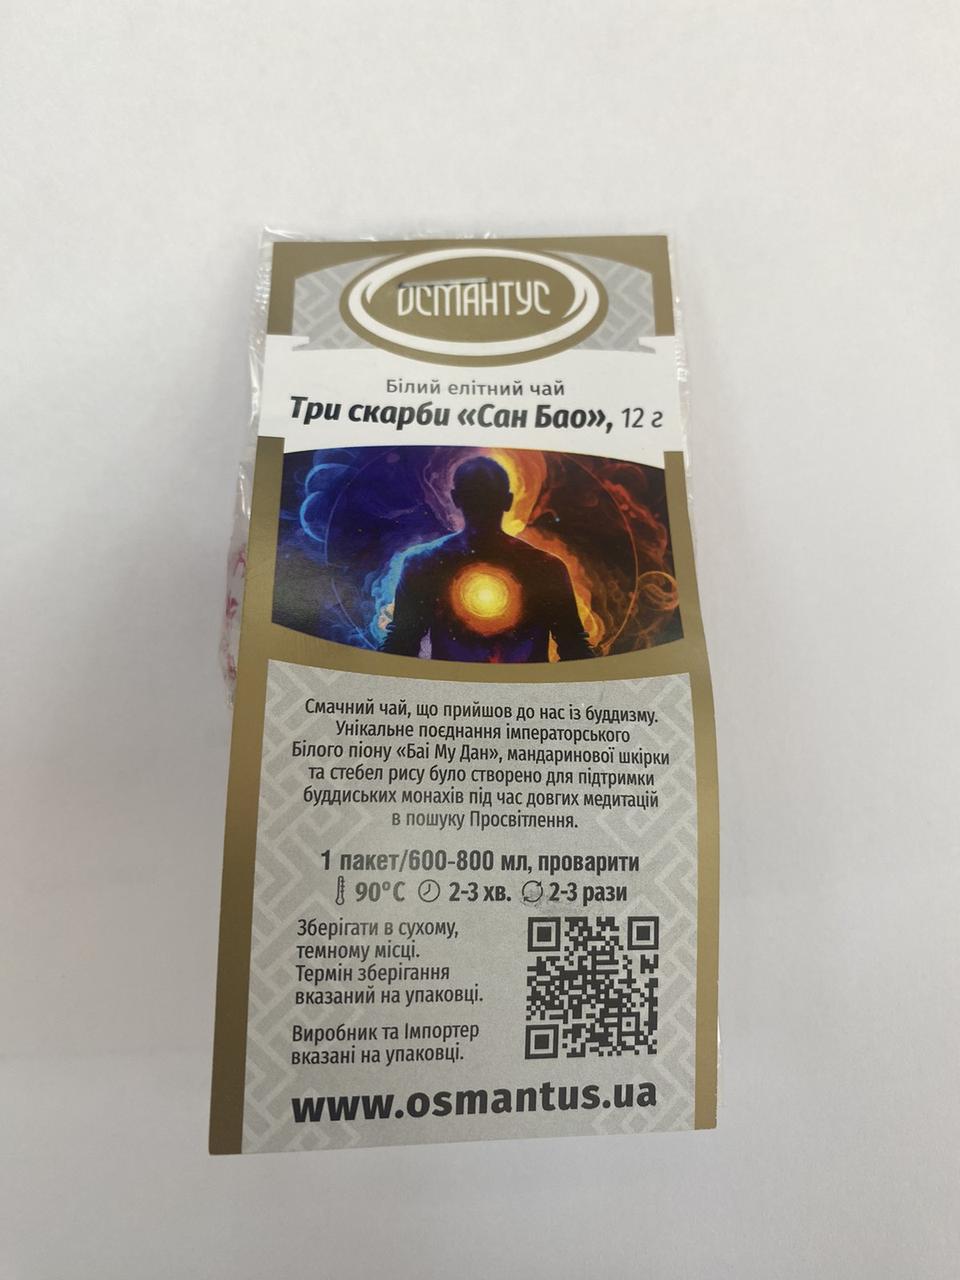 ОСМАНТУС
Білий елітний чай
Три скарби «Сан Бао», 12 г
Смачний чай, що прийшов до нас із буддизму.
Унікальне поєднання імператорського
Білого піону «Баі Му Дан», мандаринової шкірки
та стебел рису було створено для підтримки
буддиських монахів під час довгих медитацій
в пошуку Просвітлення.
1 пакет/600-800 мл, проварити
90°C 2-3 хв. 2-3 рази
Зберігати в сухому,
темному місці.
Термін зберігання
вказаний на упаковці.
Виробник та Імпортер
вказані на упаковці.
www.osmantus.ua